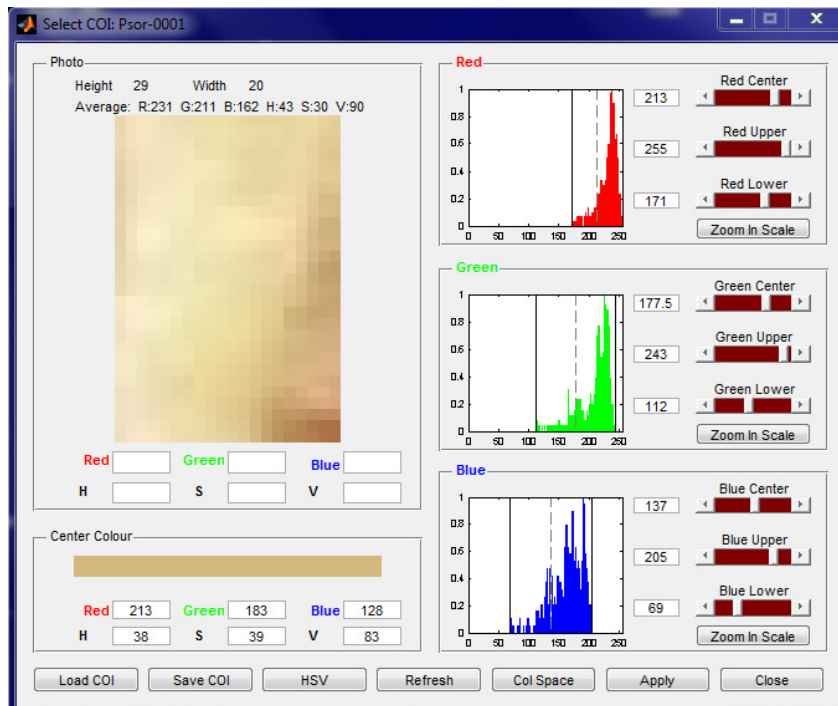 Select COI: Psor-0001
Photo
Height 29 Width 20
Average: R:231 G:211 B:162 H:43 S:30 V:90
Red Green Blue
H S V
Center Colour
Red 213 Green 183 Blue 128
H 38 S 39 V 83
Red
1
0.8
0.6
0.4
0.2
0
0 50 100 150 200 250
213 Red Center
255 Red Upper
171 Red Lower
Zoom In Scale
Green
1
0.8
0.6
0.4
0.2
0
0 50 100 150 200 250
177.5 Green Center
243 Green Upper
112 Green Lower
Zoom In Scale
Blue
1
0.8
0.6
0.4
0.2
0
0 50 100 150 200 250
137 Blue Center
205 Blue Upper
69 Blue Lower
Zoom In Scale
Load COI Save COI HSV Refresh Col Space Apply Close